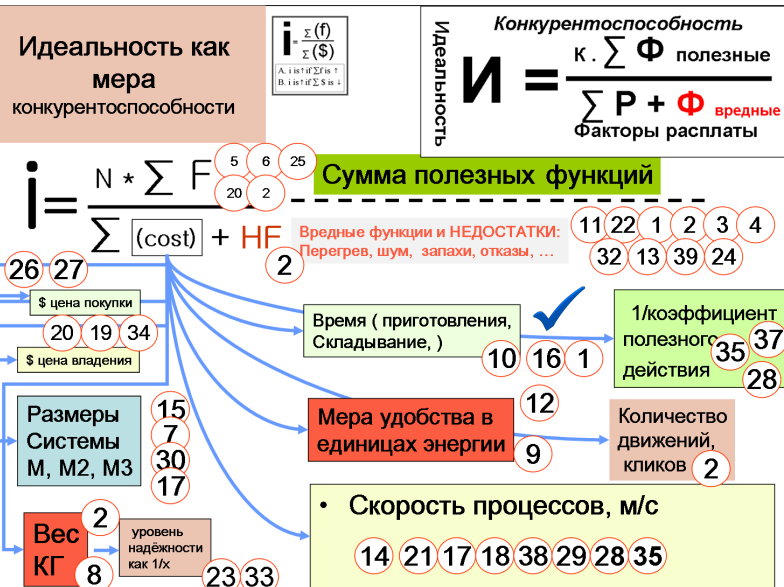 Идеальность как
мера
конкурентоспособности
i = Σ (f)
Σ ($)
A. i is↑if Σf is ↑
B. i is↑if Σ $ is ↓
Идеальность
Конкурентоспособность
И = к . Σ Ф полезные
Σ Р + Ф вредные
Факторы расплаты
i = N * Σ F
5 6 25
20 2
Сумма полезных функций
Σ (cost) + HF
2
Вредные функции и НЕДОСТАТКИ:
Перегрев, шум, запахи, отказы, ...
11 22 1 2 3 4
32 13 39 24
26 27
$ цена покупки
20 19 34
$ цена владения
Время ( приготовления,
Складывание, )
10 16 1
1/коэффициент
полезного
действия
35 37
28
Размеры
Системы
М, М2, М3
15
7
30
17
Мера удобства в
единицах энергии
12
9
Количество
движений,
кликов
2
Вес
КГ
2
8
уровень
надёжности
как 1/x
23 33
• Скорость процессов, м/с
14 21 17 18 38 29 28 35